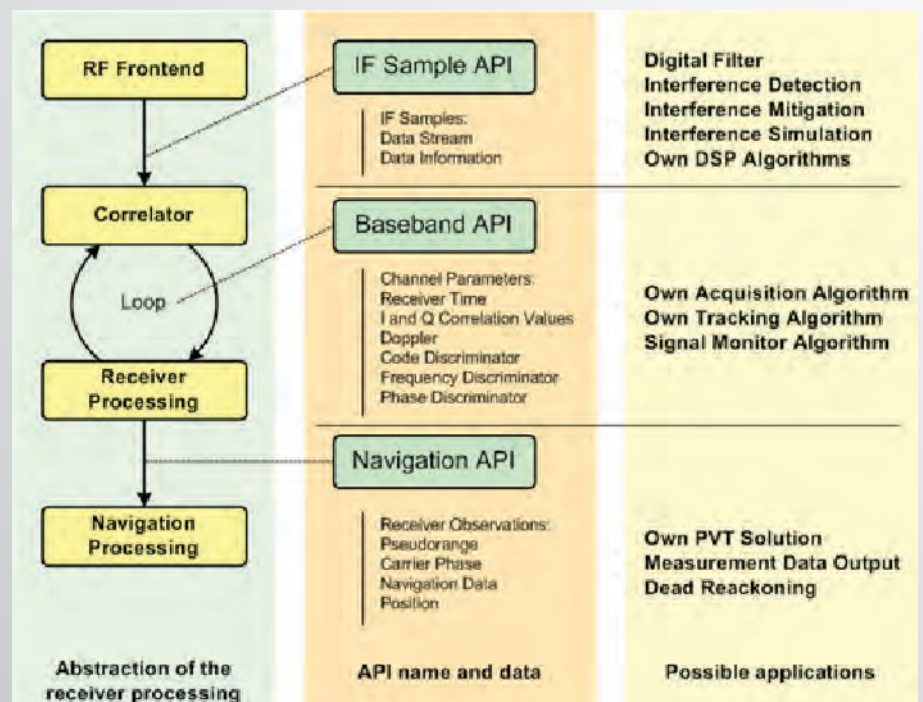 RF Frontend
Correlator
Loop
Receiver
Processing
Navigation
Processing
Abstraction of the
receiver processing
IF Sample API
IF Samples:
Data Stream
Data Information
Baseband API
Channel Parameters:
Receiver Time
I and Q Correlation Values
Doppler
Code Discriminator
Frequency Discriminator
Phase Discriminator
Navigation API
Receiver Observations:
Pseudorange
Carrier Phase
Navigation Data
Position
API name and data
Digital Filter
Interference Detection
Interference Mitigation
Interference Simulation
Own DSP Algorithms
Own Acquisition Algorithm
Own Tracking Algorithm
Signal Monitor Algorithm
Own PVT Solution
Measurement Data Output
Dead Reackoning
Possible applications